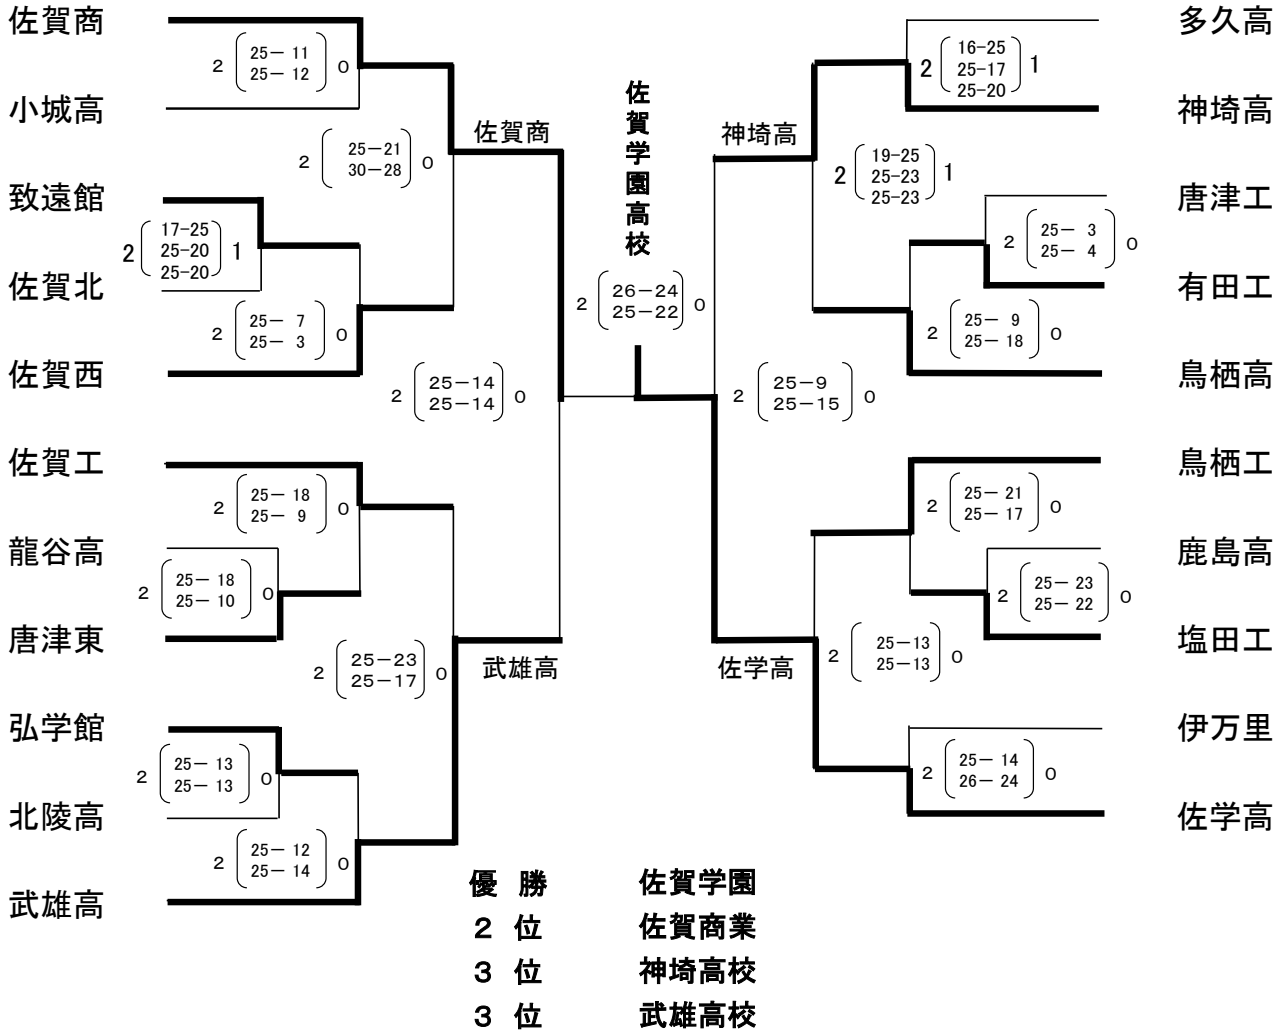 佐賀商
2 25－ 11 0
25－ 12
小城高
2 25－21 0
30－28
佐賀商
致遠館
2 17-25 1
25-20
25-20
佐賀北
2 25－ 7 0
25－ 3
佐賀西
2 25－14 0
25－14
佐賀工
2 25－ 18 0
25－ 9
龍谷高
2 25－ 18 0
25－ 10
唐津東
2 25－23 0
25－17
武雄高
弘学館
2 25－ 13 0
25－ 13
北陵高
2 25－ 12 0
25－ 14
武雄高
佐賀学園高校
2 26－24 0
25－22
多久高
2 16-25 1
25-17
25-20
神埼高
神埼高
2 19-25 1
25-23
25-23
唐津工
2 25－ 3 0
25－ 4
有田工
2 25－ 9 0
25－ 18
鳥栖高
2 25－9 0
25－15
鳥栖工
2 25－ 21 0
25－ 17
鹿島高
2 25－ 23 0
25－ 22
塩田工
2 25－13 0
25－13
佐学高
伊万里
2 25－ 14 0
26－ 24
佐学高
優 勝 佐賀学園
２ 位 佐賀商業
３ 位 神埼高校
３ 位 武雄高校